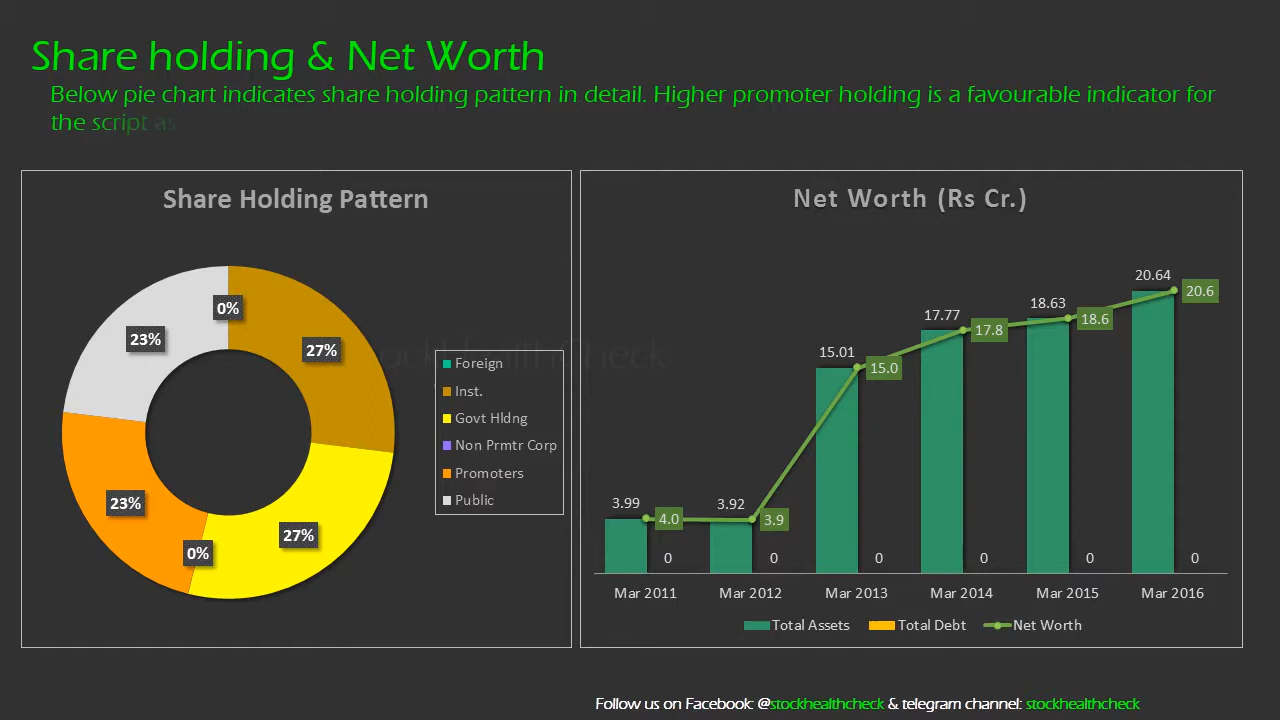 Share holding & Net Worth
Below pie chart indicates share holding pattern in detail. Higher promoter holding is a favourable indicator for
the script as
Share Holding Pattern
0%
27%
23%
23%
0%
27%
Foreign
Inst.
Govt Hldng
Non Prmtr Corp
Promoters
Public
Net Worth (Rs Cr.)
20.64
20.6
18.63
18.6
17.77
17.8
15.01
15.0
3.99
4.0
3.92
3.9
0
0
0
0
0
0
Mar 2011
Mar 2012
Mar 2013
Mar 2014
Mar 2015
Mar 2016
Total Assets
Total Debt
Net Worth
Follow us on Facebook: @stockhealthcheck & telegram channel: stockhealthcheck